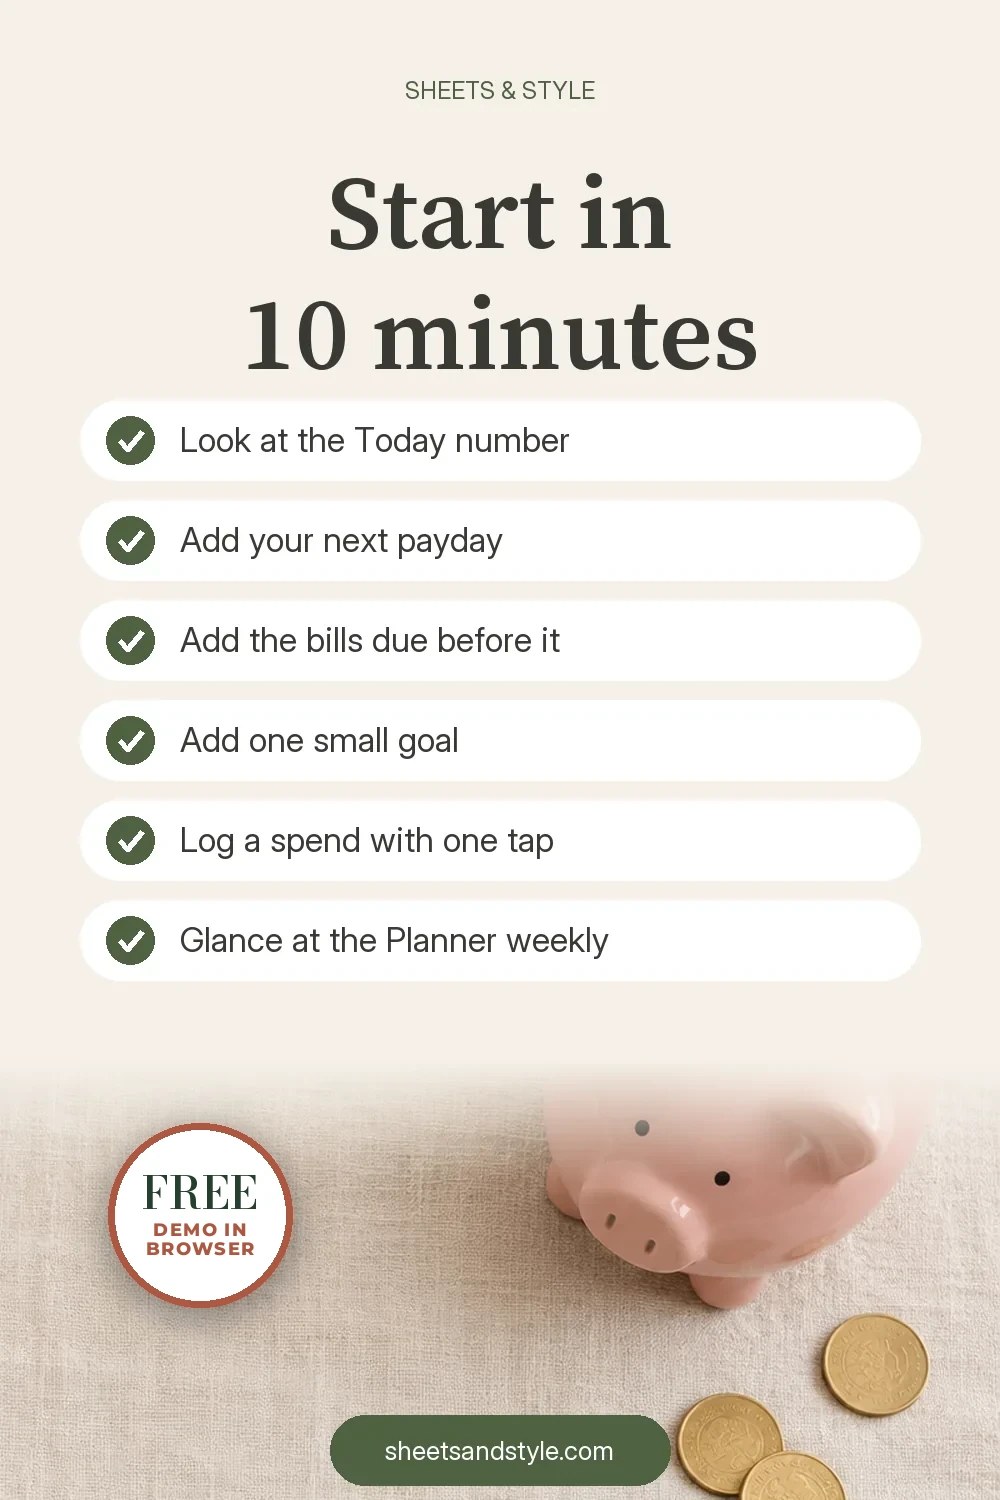 SHEETS & STYLE
Start in
10 minutes
Look at the Today number
Add your next payday
Add the bills due before it
Add one small goal
Log a spend with one tap
Glance at the Planner weekly
FREE
DEMO IN
BROWSER
sheetsandstyle.com